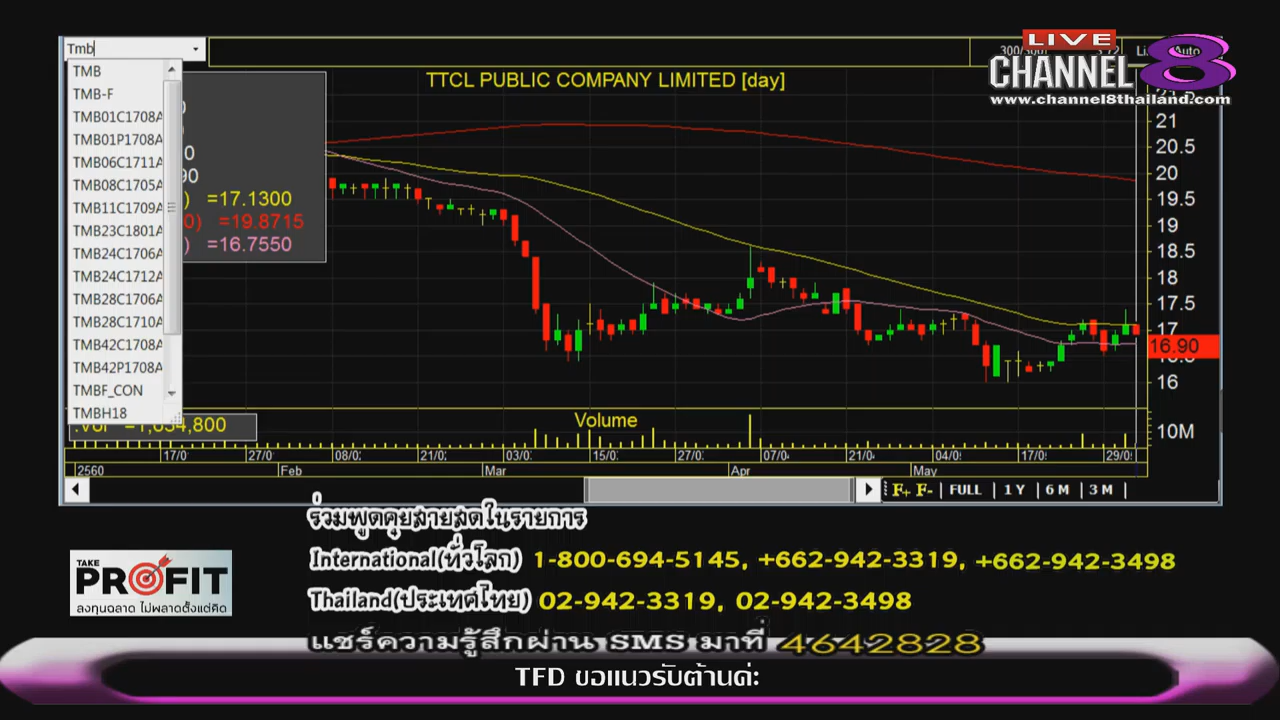 Tmb
TMB
TMB-F
TMB01C1708A
TMB01P1708A
TMB06C1711A
TMB08C1705A
TMB11C1709A
TMB23C1801A
TMB24C1706A
TMB24C1712A
TMB28C1706A
TMB28C1710A
TMB42C1708A
TMB42P1708A
TMBF_CON
TMBH18
=17.1300
=19.8715
=16.7550
TTCL PUBLIC COMPANY LIMITED [day]
LIVE
CHANNEL 8
www.channel8thailand.com
Auto
21
20.5
20
19.5
19
18.5
18
17.5
17
16.90
16
Volume
10M
17/0 27/0 08/0 21/0 03/0 15/0 27/0 07/0 21/0 04/0 17/0 29/0
2560 Feb Mar Apr May
F+ F- FULL 1 Y 6 M 3 M
ร่วมพูดคุยสายสดในรายการ
International(ทั่วโลก) 1-800-694-5145, +662-942-3319, +662-942-3498
Thailand(ประเทศไทย) 02-942-3319, 02-942-3498
แชร์ความรู้สึกผ่าน SMS มาที่ 4642828
TAKE
PROFIT
ลงทุนฉลาด ไม่พลาดตั้งแต่คิด
TFD ขอแนวรับต้านค่ะ